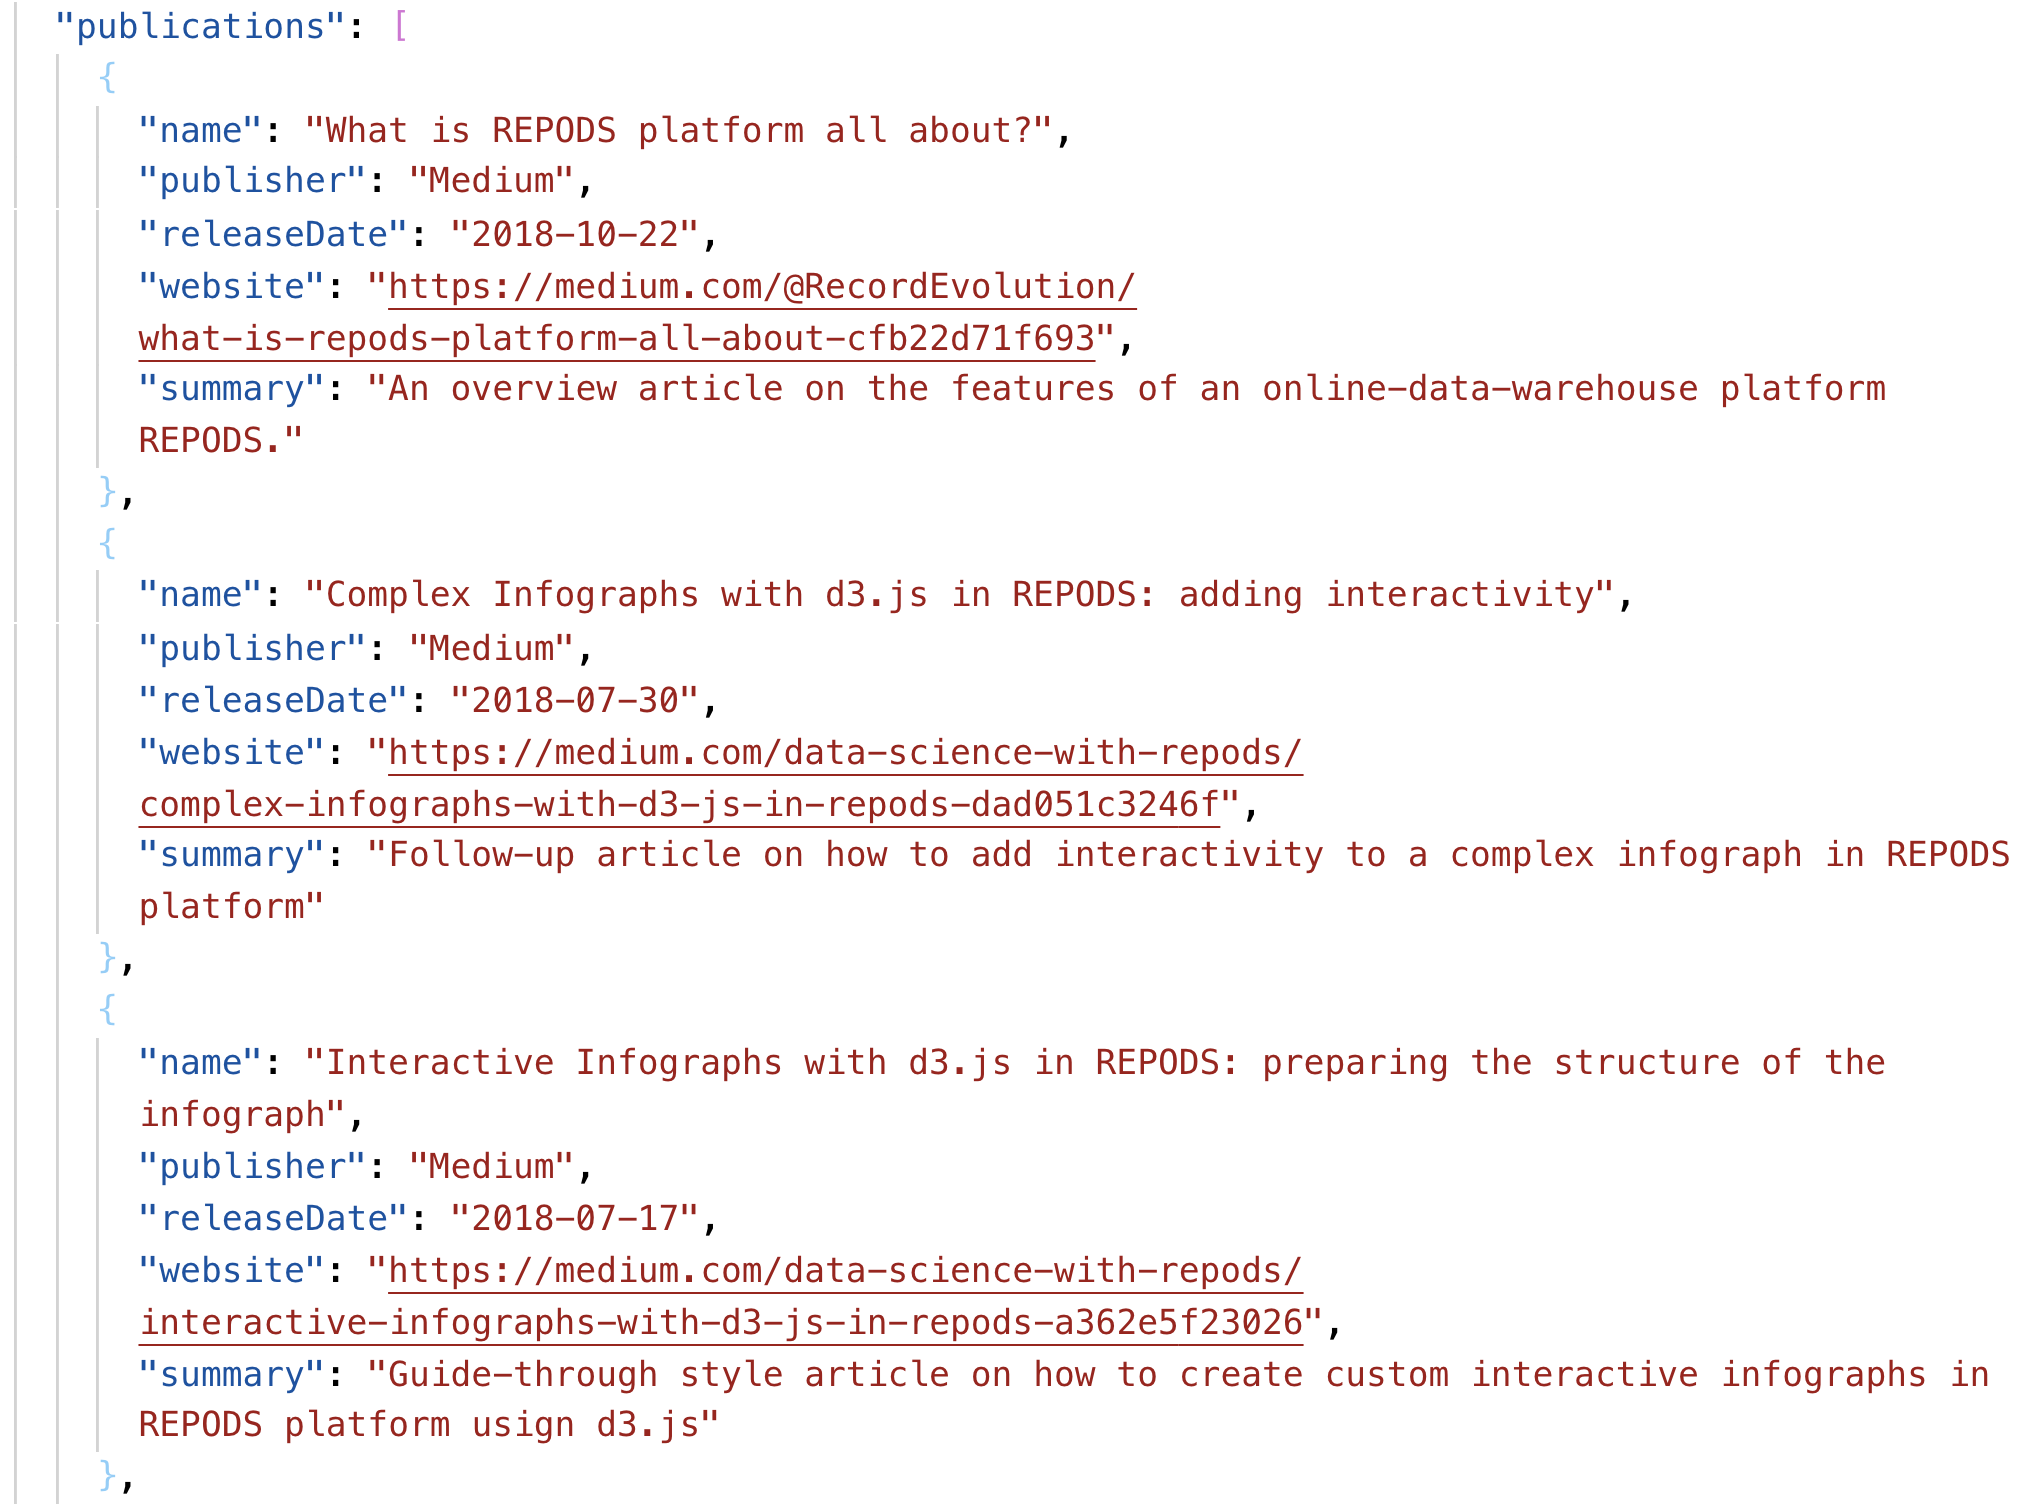 "publications": [
{
"name": "What is REPODS platform all about?",
"publisher": "Medium",
"releaseDate": "2018-10-22",
"website": "https://medium.com/@RecordEvolution/
what-is-repods-platform-all-about-cfb22d71f693",
"summary": "An overview article on the features of an online-data-warehouse platform
REPODS."
},
{
"name": "Complex Infographs with d3.js in REPODS: adding interactivity",
"publisher": "Medium",
"releaseDate": "2018-07-30",
"website": "https://medium.com/data-science-with-repods/
complex-infographs-with-d3-js-in-repods-dad051c3246f",
"summary": "Follow-up article on how to add interactivity to a complex infograph in REPODS
platform"
},
{
"name": "Interactive Infographs with d3.js in REPODS: preparing the structure of the
infograph",
"publisher": "Medium",
"releaseDate": "2018-07-17",
"website": "https://medium.com/data-science-with-repods/
interactive-infographs-with-d3-js-in-repods-a362e5f23026",
"summary": "Guide-through style article on how to create custom interactive infographs in
REPODS platform usign d3.js"
},